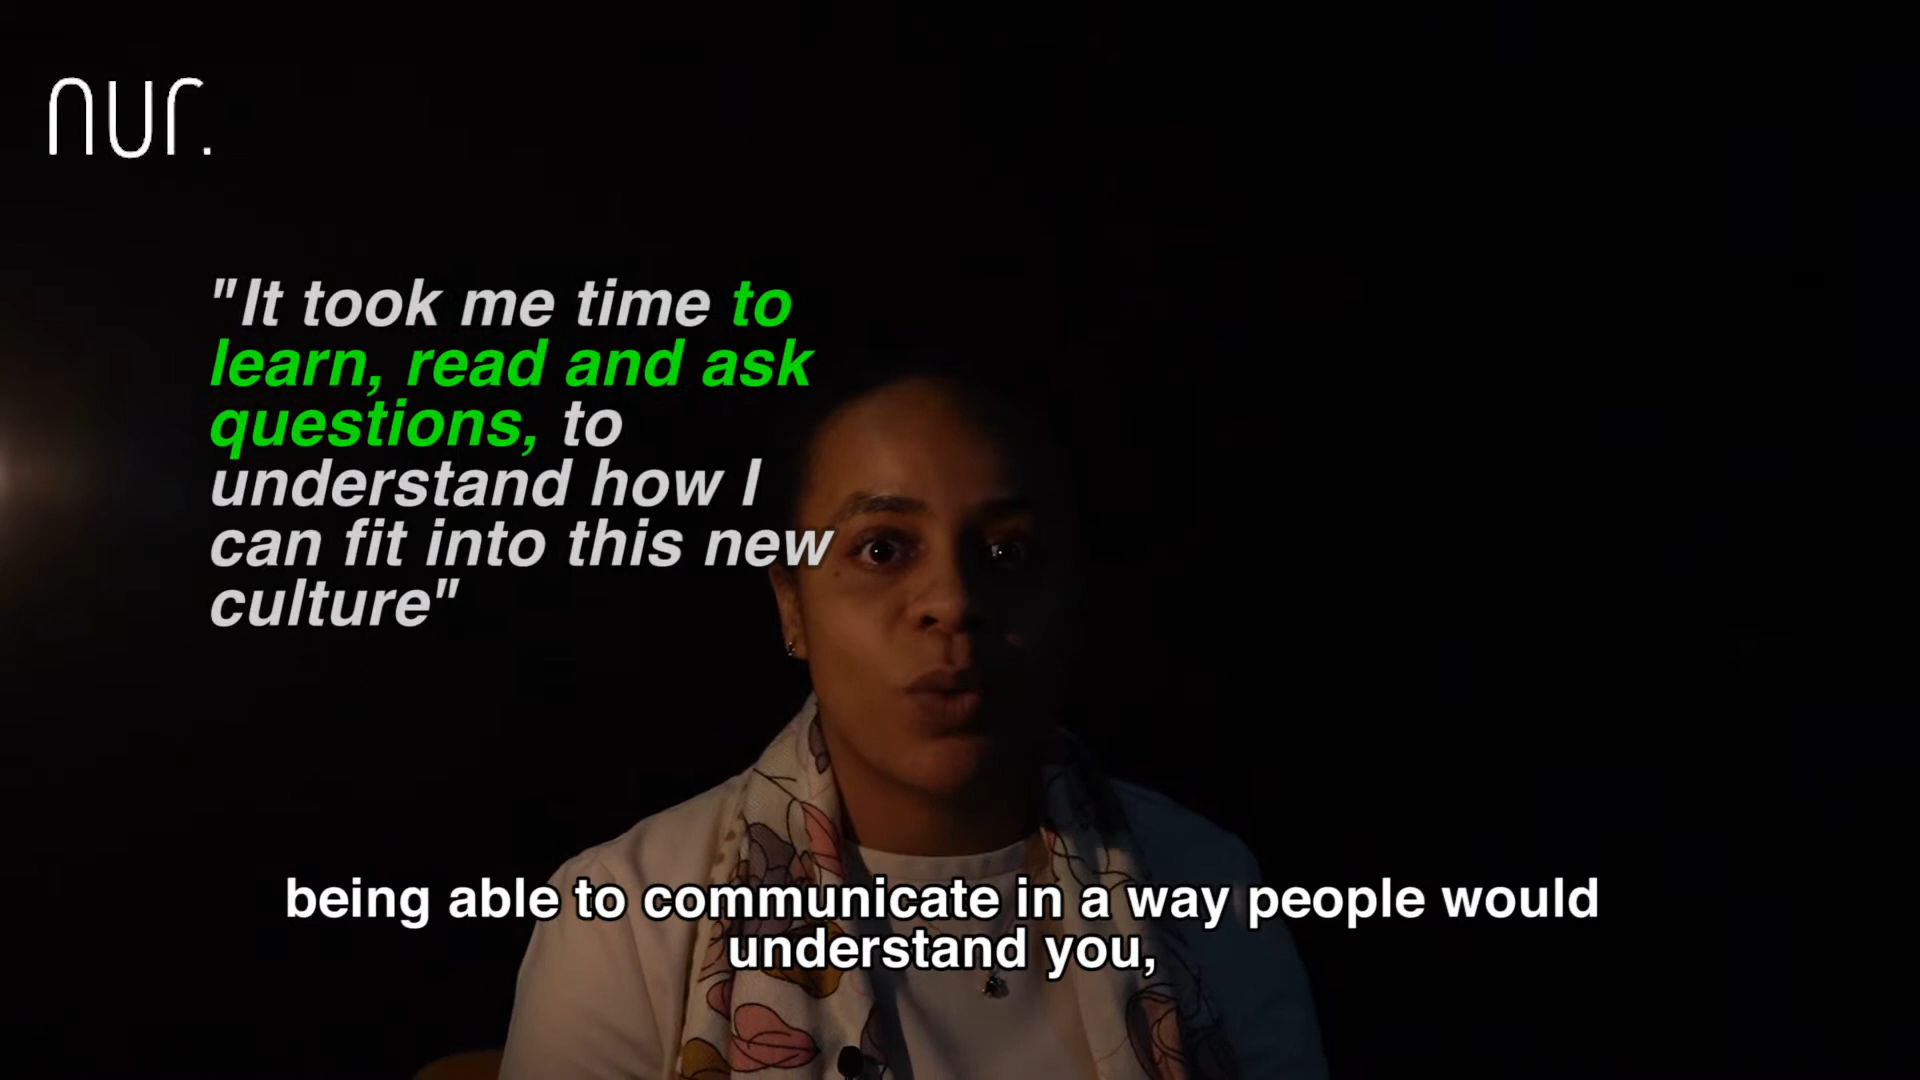 nur.
"It took me time to
learn, read and ask
questions, to
understand how I
can fit into this new
culture"
being able to communicate in a way people would
understand you,